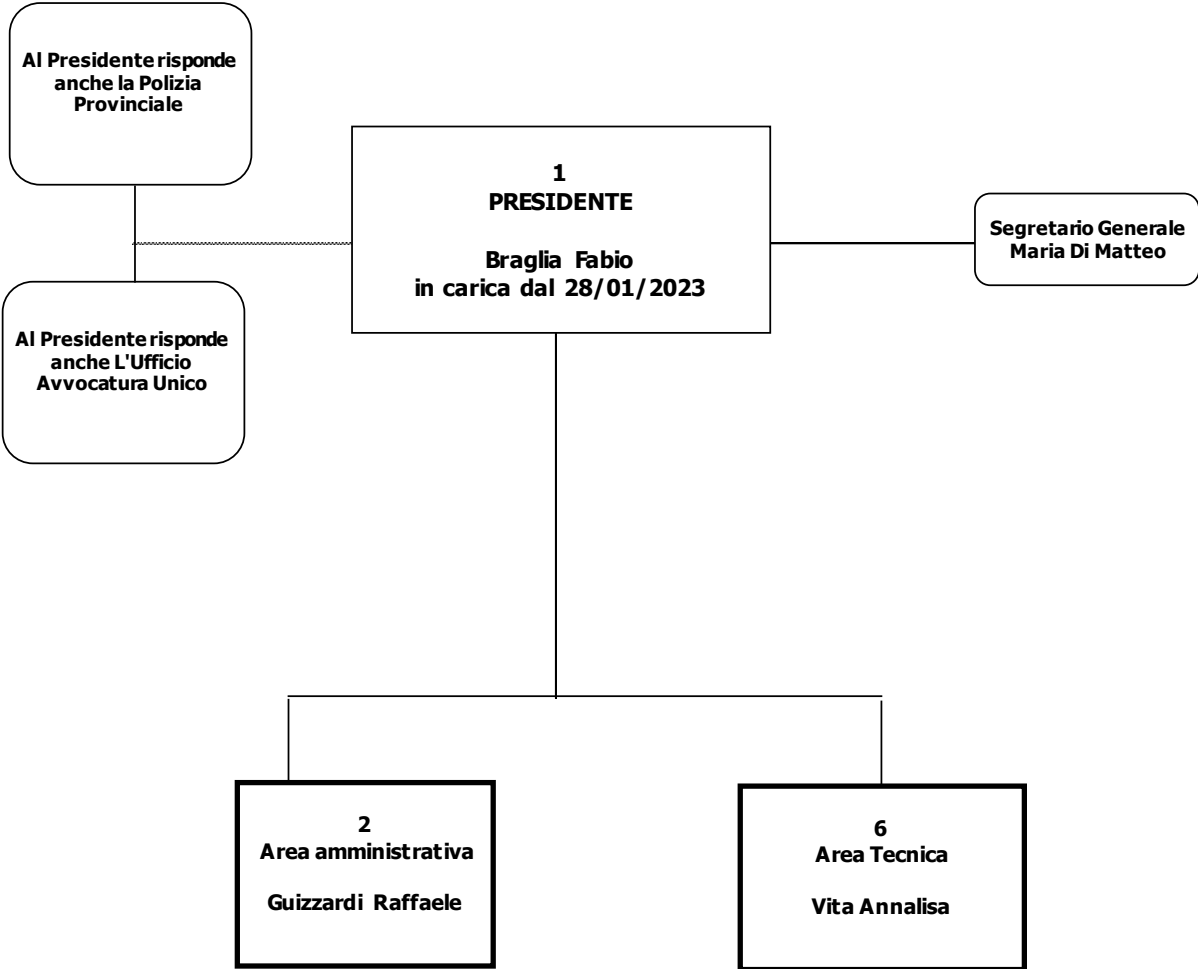 Al Presidente risponde
anche la Polizia
Provinciale
1
PRESIDENTE
Braglia Fabio
in carica dal 28/01/2023
Segretario Generale
Maria Di Matteo
Al Presidente risponde
anche L'Ufficio
Avvocatura Unico
2
Area amministrativa
Guizzardi Raffaele
6
Area Tecnica
Vita Annalisa